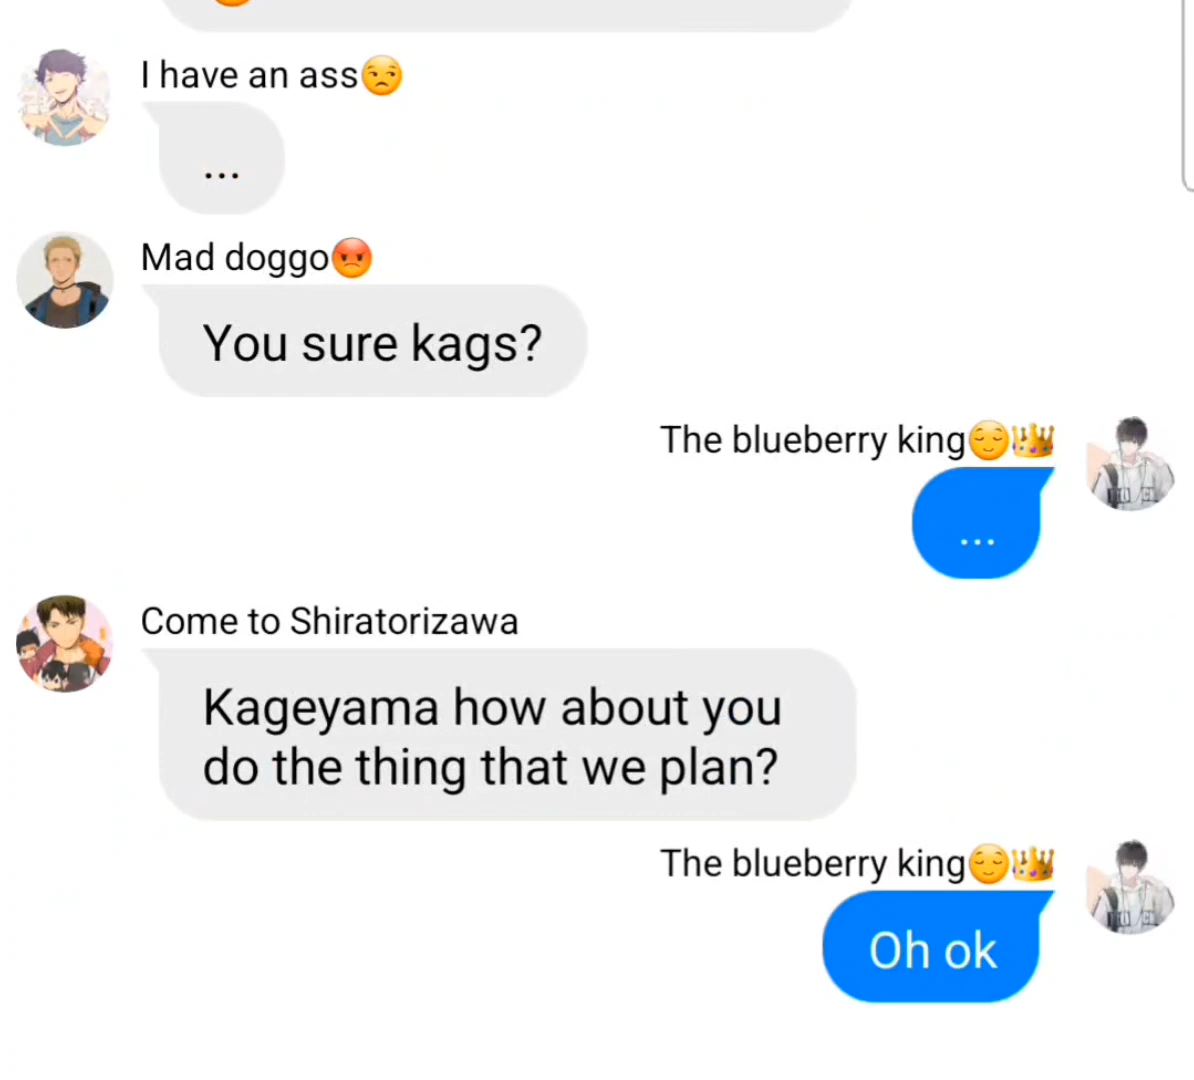 I have an ass😒
...
Mad doggo😡
You sure kags?
The blueberry king😌👑
...
Come to Shiratorizawa
Kageyama how about you
do the thing that we plan?
The blueberry king😌👑
Oh ok